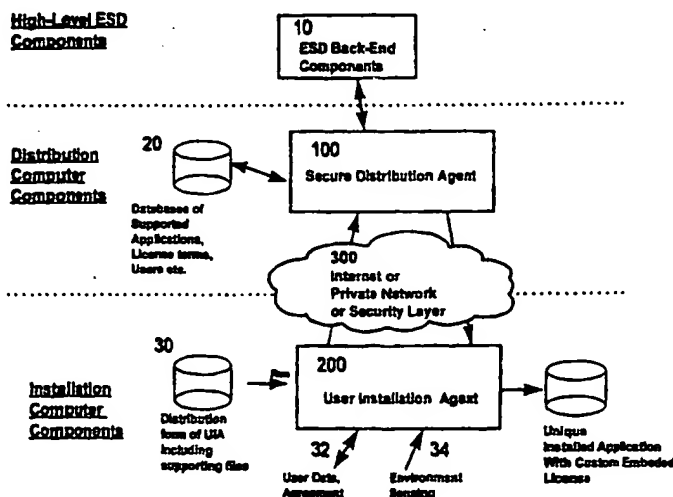 High-Level ESD
Components
10
ESD Back-End
Components
Distribution
Computer
Components
20
Databases of
Supported
Applications,
License terms,
Users etc.
100
Secure Distribution Agent
300
Internet or
Private Network
or Security Layer
Installation
Computer
Components
30
Distribution
form of UIA
including
supporting files
200
User Installation Agent
32
User Data,
Agreement
34
Environment
Sensing
Unique
Installed Application
With Custom Embeded
License